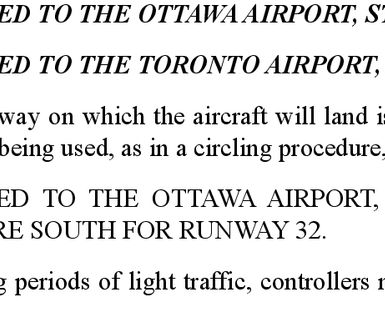 ED TO THE OTTAWA AIRPORT, ST
ED TO THE TORONTO AIRPORT,
way on which the aircraft will land is
being used, as in a circling procedure,
ED TO THE OTTAWA AIRPORT,
RE SOUTH FOR RUNWAY 32.
g periods of light traffic, controllers m